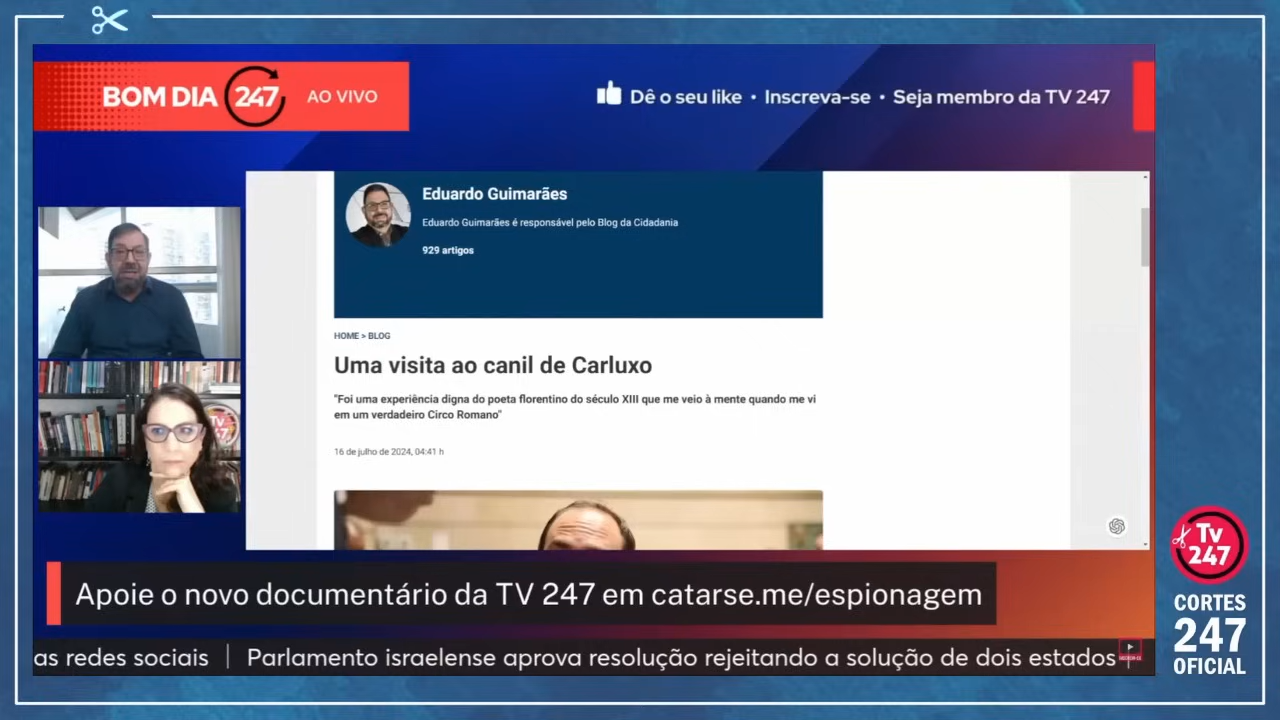 BOM DIA 247 AO VIVO
Dê o seu like • Inscreva-se • Seja membro da TV 247
Eduardo Guimarães
Eduardo Guimarães é responsável pelo Blog da Cidadania
929 artigos
HOME > BLOG
Uma visita ao canil de Carluxo
"Foi uma experiência digna do poeta florentino do século XIII que me veio à mente quando me vi
em um verdadeiro Circo Romano"
16 de julho de 2024, 04:41 h
Apoie o novo documentário da TV 247 em catarse.me/espionagem
as redes sociais | Parlamento israelense aprova resolução rejeitando a solução de dois estados
Tv
247
CORTES
247
OFICIAL